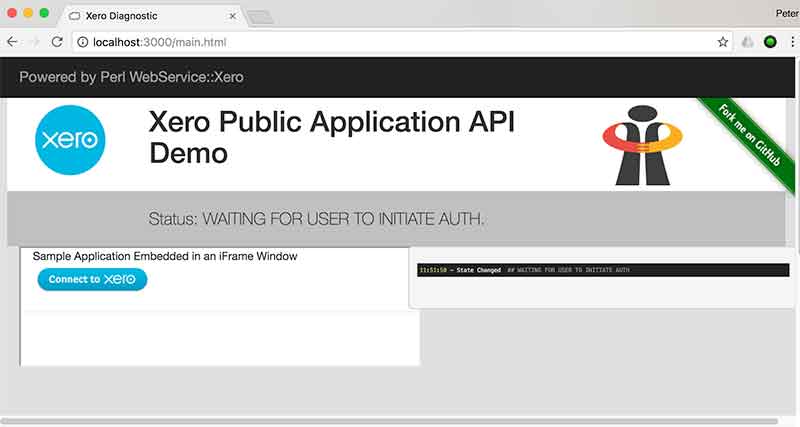 Xero Diagnostic
Peter
localhost:3000/main.html
Powered by Perl WebService::Xero
xero
Xero Public Application API
Demo
Fork me on GitHub
Status: WAITING FOR USER TO INITIATE AUTH.
Sample Application Embedded in an iFrame Window
Connect to xero
11:51:50 - State Changed ## WAITING FOR USER TO INITIATE AUTH